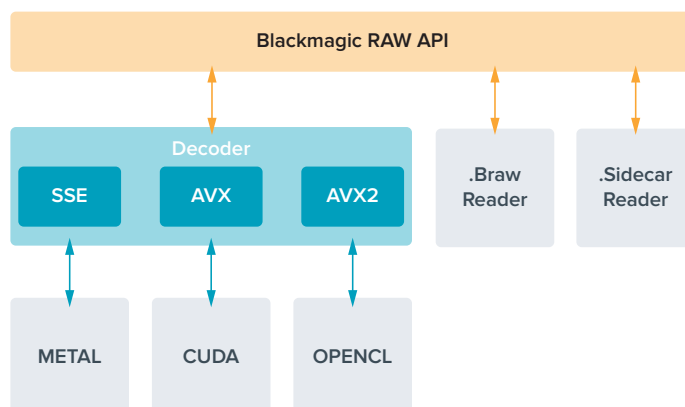 Blackmagic RAW API
Decoder
SSE
AVX
AVX2
.Braw
Reader
.Sidecar
Reader
METAL
CUDA
OPENCL